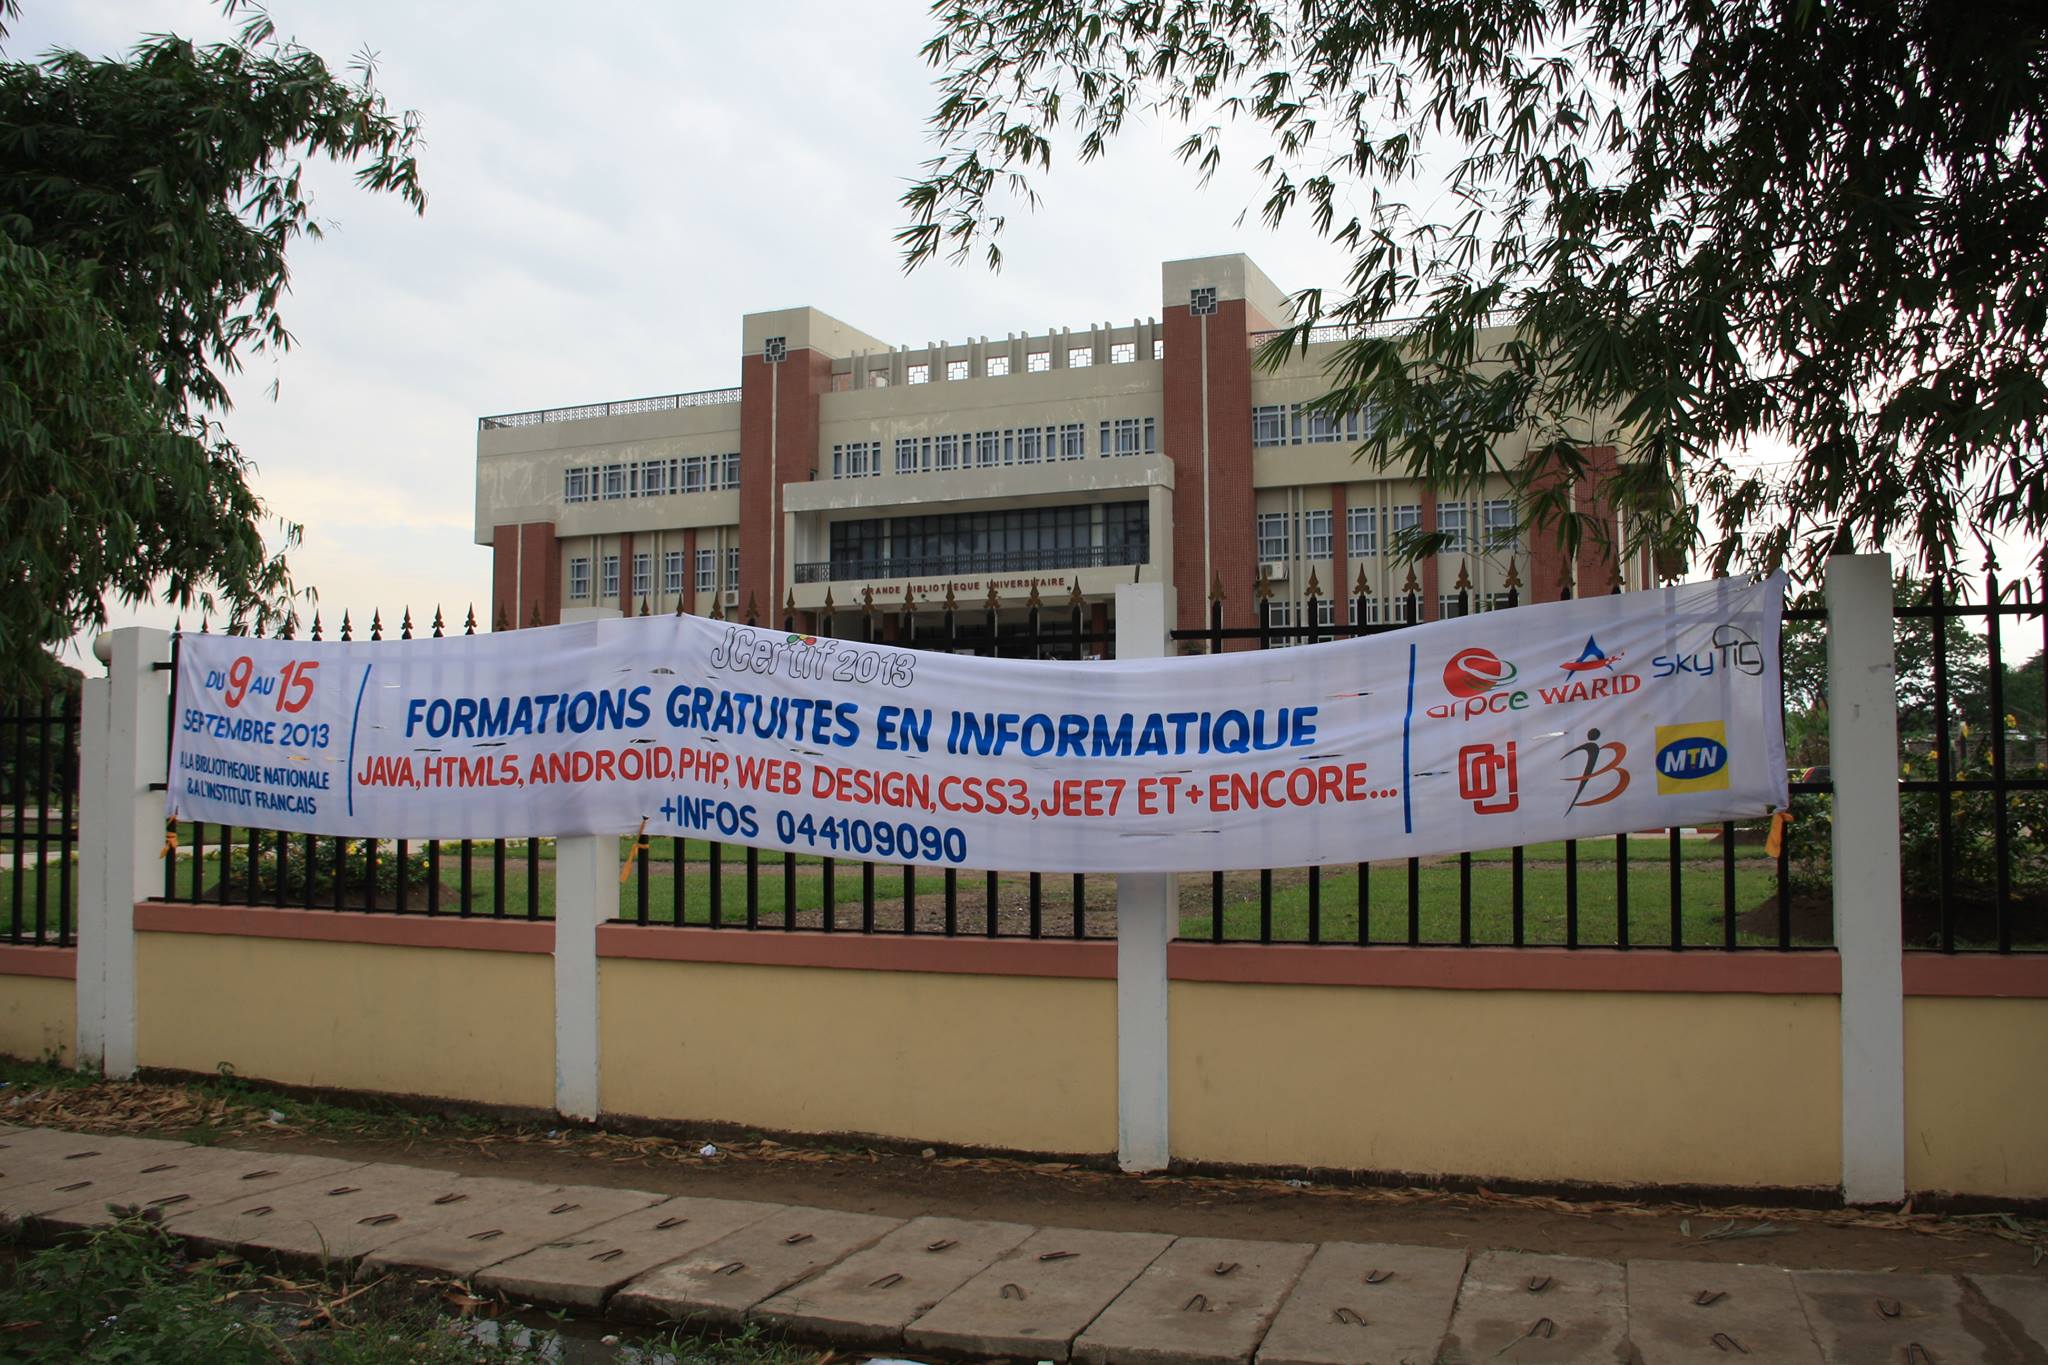 GRANDE BIBLIOTHEQUE UNIVERSITAIRE
DU 9 AU 15
SEPTEMBRE 2013
A LA BIBLIOTHEQUE NATIONALE
& A L'INSTITUT FRANCAIS
JCertif 2013
FORMATIONS GRATUITES EN INFORMATIQUE
JAVA, HTML5, ANDROID, PHP, WEB DESIGN, CSS3, JEE7 ET + ENCORE...
+INFOS 044109090
arpce
WARID
SKYTIC
MTN